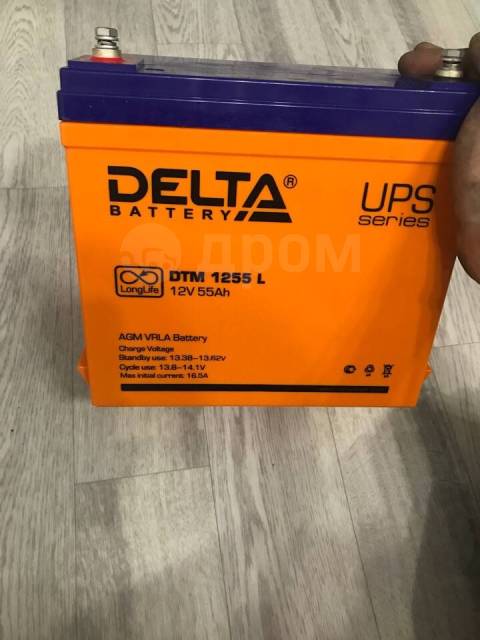 DELTA®
BATTERY
UPS
series
дром
LongLife
DTM 1255 L
12V 55Ah
AGM VRLA Battery
Charge Voltage
Standby use: 13.38–13.62V
Cycle use: 13.8–14.1V
Max initial current: 16.5A